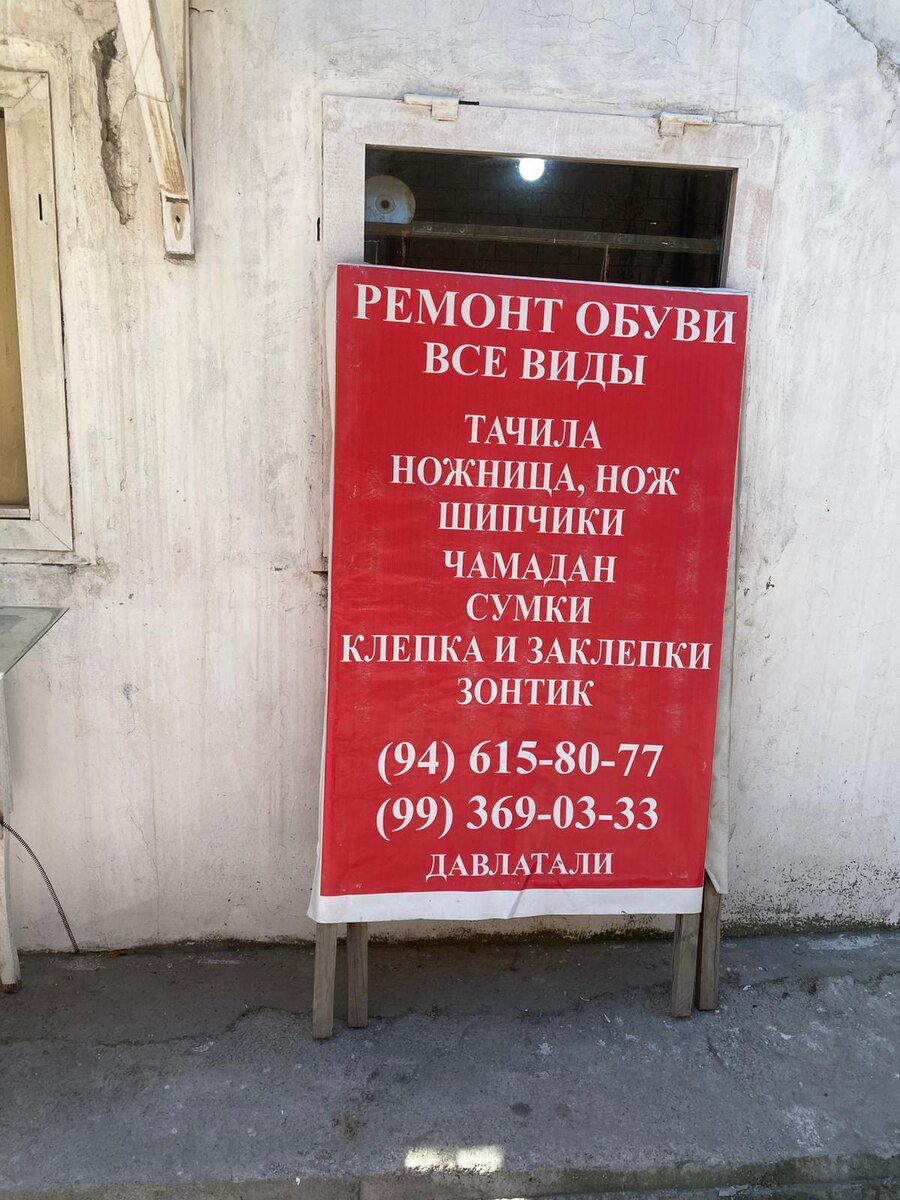 РЕМОНТ ОБУВИ
ВСЕ ВИДЫ
ТАЧИЛА
НОЖНИЦА, НОЖ
ШИПЧИКИ
ЧАМАДАН
СУМКИ
КЛЕПКА И ЗАКЛЕПКИ
ЗОНТИК
(94) 615-80-77
(99) 369-03-33
ДАВЛАТАЛИ